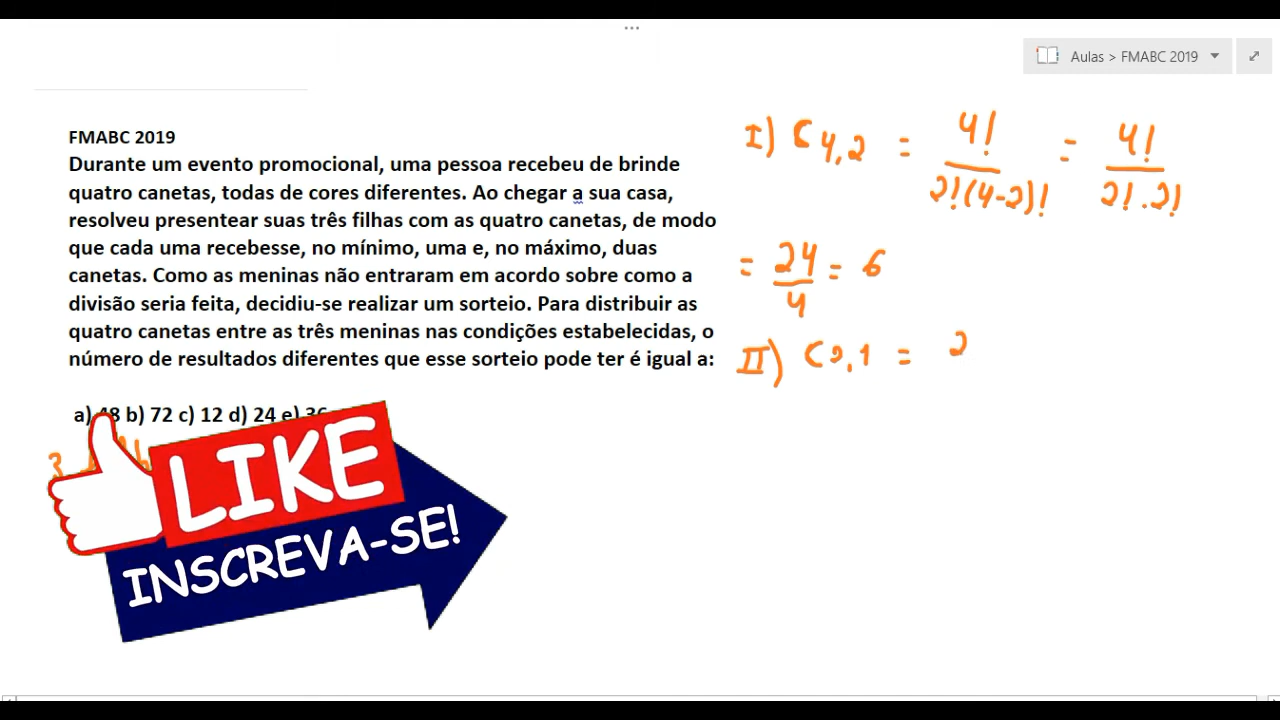 ...
Aulas > FMABC 2019
FMABC 2019
Durante um evento promocional, uma pessoa recebeu de brinde
quatro canetas, todas de cores diferentes. Ao chegar a sua casa,
resolveu presentear suas três filhas com as quatro canetas, de modo
que cada uma recebesse, no mínimo, uma e, no máximo, duas
canetas. Como as meninas não entraram em acordo sobre como a
divisão seria feita, decidiu-se realizar um sorteio. Para distribuir as
quatro canetas entre as três meninas nas condições estabelecidas, o
número de resultados diferentes que esse sorteio pode ter é igual a:
a) 48 b) 72 c) 12 d) 24 e) 36
3
LIKE
INSCREVA-SE!
I) C4,2 = 4!/2!(4-2)! = 4!/2!.2!
= 24/4 = 6
II) C2,1 = 2